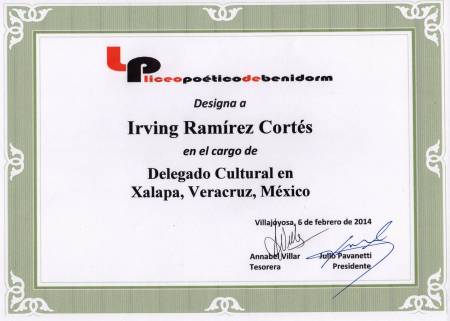 LP
liceopoéticodebenidorm
Designa a
Irving Ramírez Cortés
en el cargo de
Delegado Cultural en
Xalapa, Veracruz, México
Villajoyosa, 6 de febrero de 2014
Annabel Villar Julio Pavanetti
Tesorera Presidente